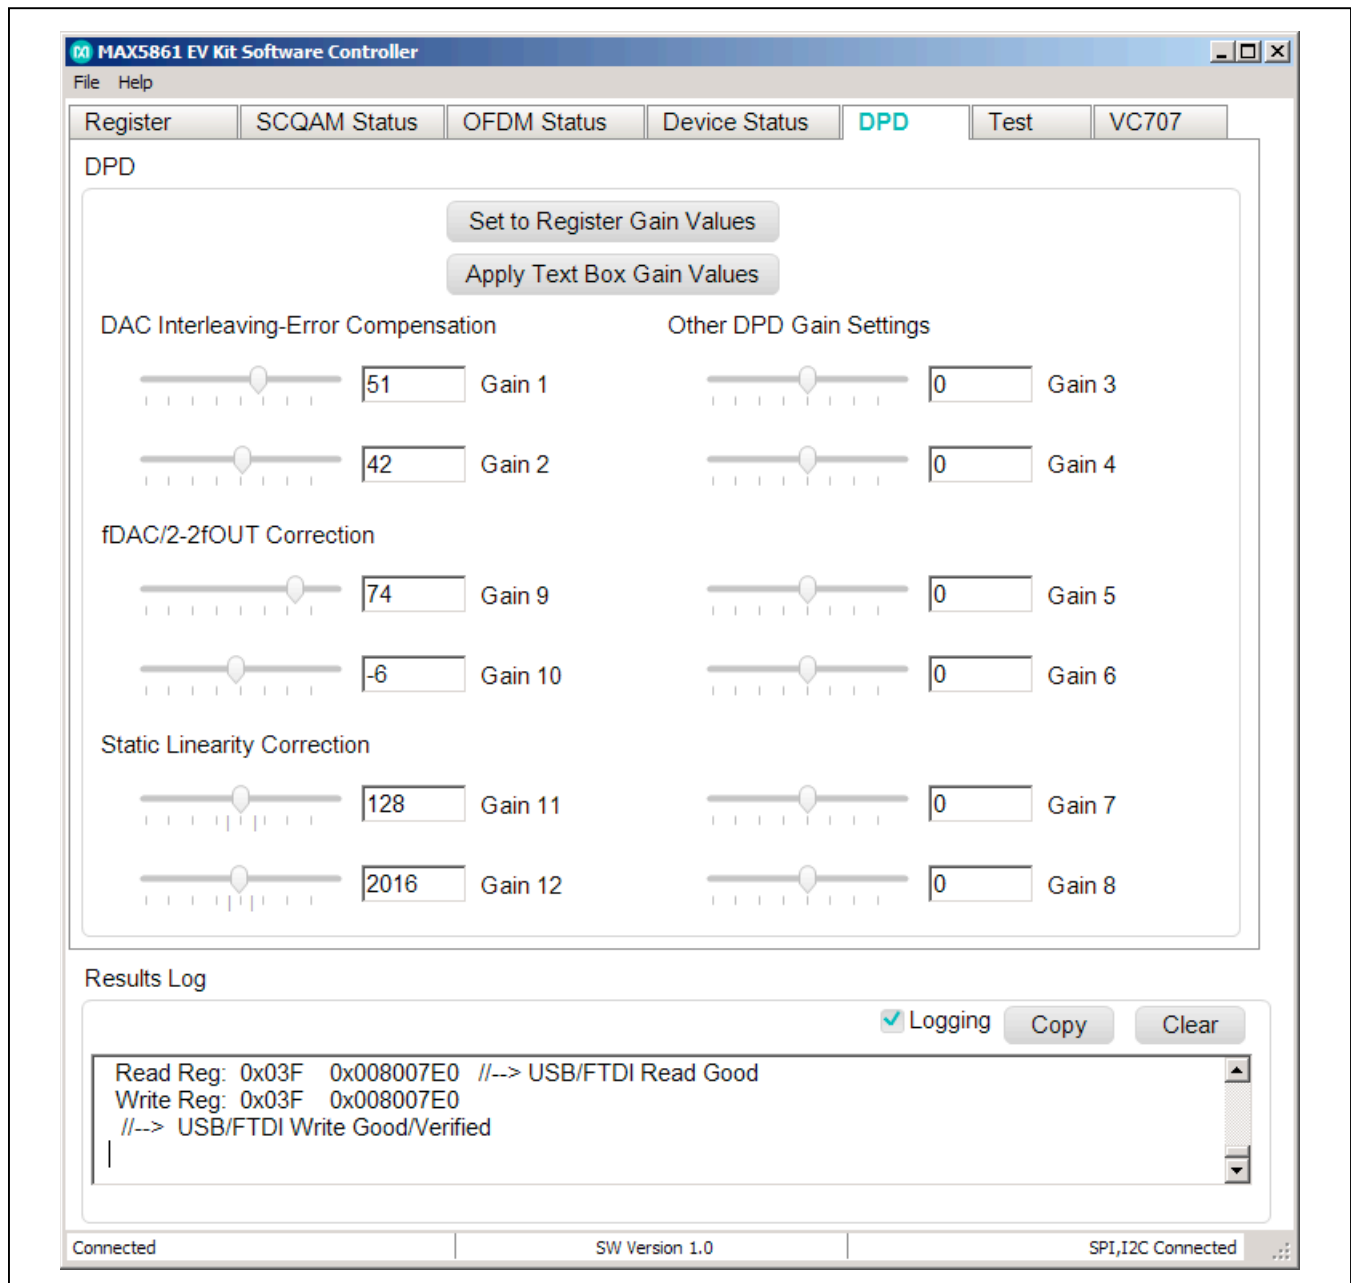 MAX5861 EV Kit Software Controller
File Help
Register SCQAM Status OFDM Status Device Status DPD Test VC707
DPD
Set to Register Gain Values
Apply Text Box Gain Values
DAC Interleaving-Error Compensation Other DPD Gain Settings
51 Gain 1 0 Gain 3
42 Gain 2 0 Gain 4
fDAC/2-2fOUT Correction
74 Gain 9 0 Gain 5
-6 Gain 10 0 Gain 6
Static Linearity Correction
128 Gain 11 0 Gain 7
2016 Gain 12 0 Gain 8
Results Log
Logging Copy Clear
Read Reg: 0x03F 0x008007E0 //--> USB/FTDI Read Good
Write Reg: 0x03F 0x008007E0
//--> USB/FTDI Write Good/Verified
Connected SW Version 1.0 SPI,I2C Connected